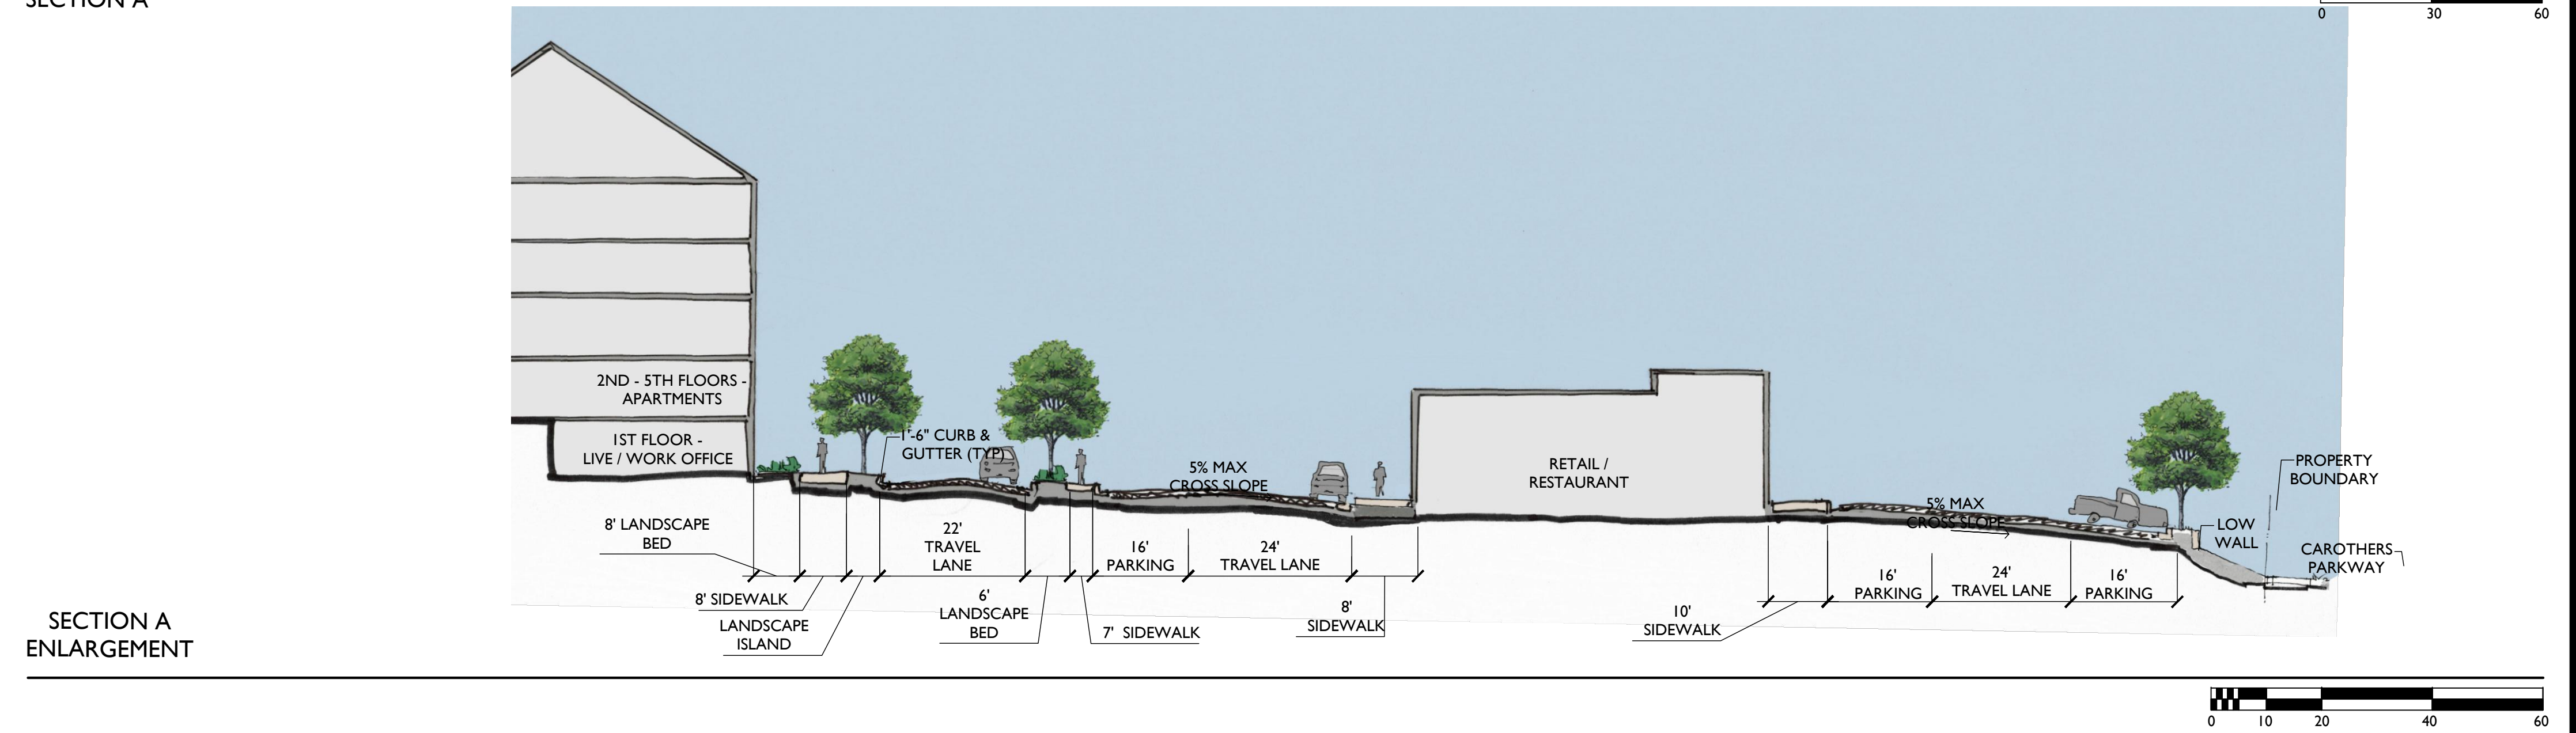 SECTION A
0 30 60
2ND - 5TH FLOORS -
APARTMENTS
1ST FLOOR -
LIVE / WORK OFFICE
1'-6" CURB &
GUTTER (TYP)
5% MAX
CROSS SLOPE
RETAIL /
RESTAURANT
5% MAX
CROSS SLOPE
PROPERTY
BOUNDARY
LOW
WALL
CAROTHERS
PARKWAY
8' LANDSCAPE
BED
22'
TRAVEL
LANE
16'
PARKING
24'
TRAVEL LANE
16'
PARKING
24'
TRAVEL LANE
16'
PARKING
8' SIDEWALK
LANDSCAPE
ISLAND
6'
LANDSCAPE
BED
7' SIDEWALK
8'
SIDEWALK
10'
SIDEWALK
SECTION A
ENLARGEMENT
0 10 20 40 60